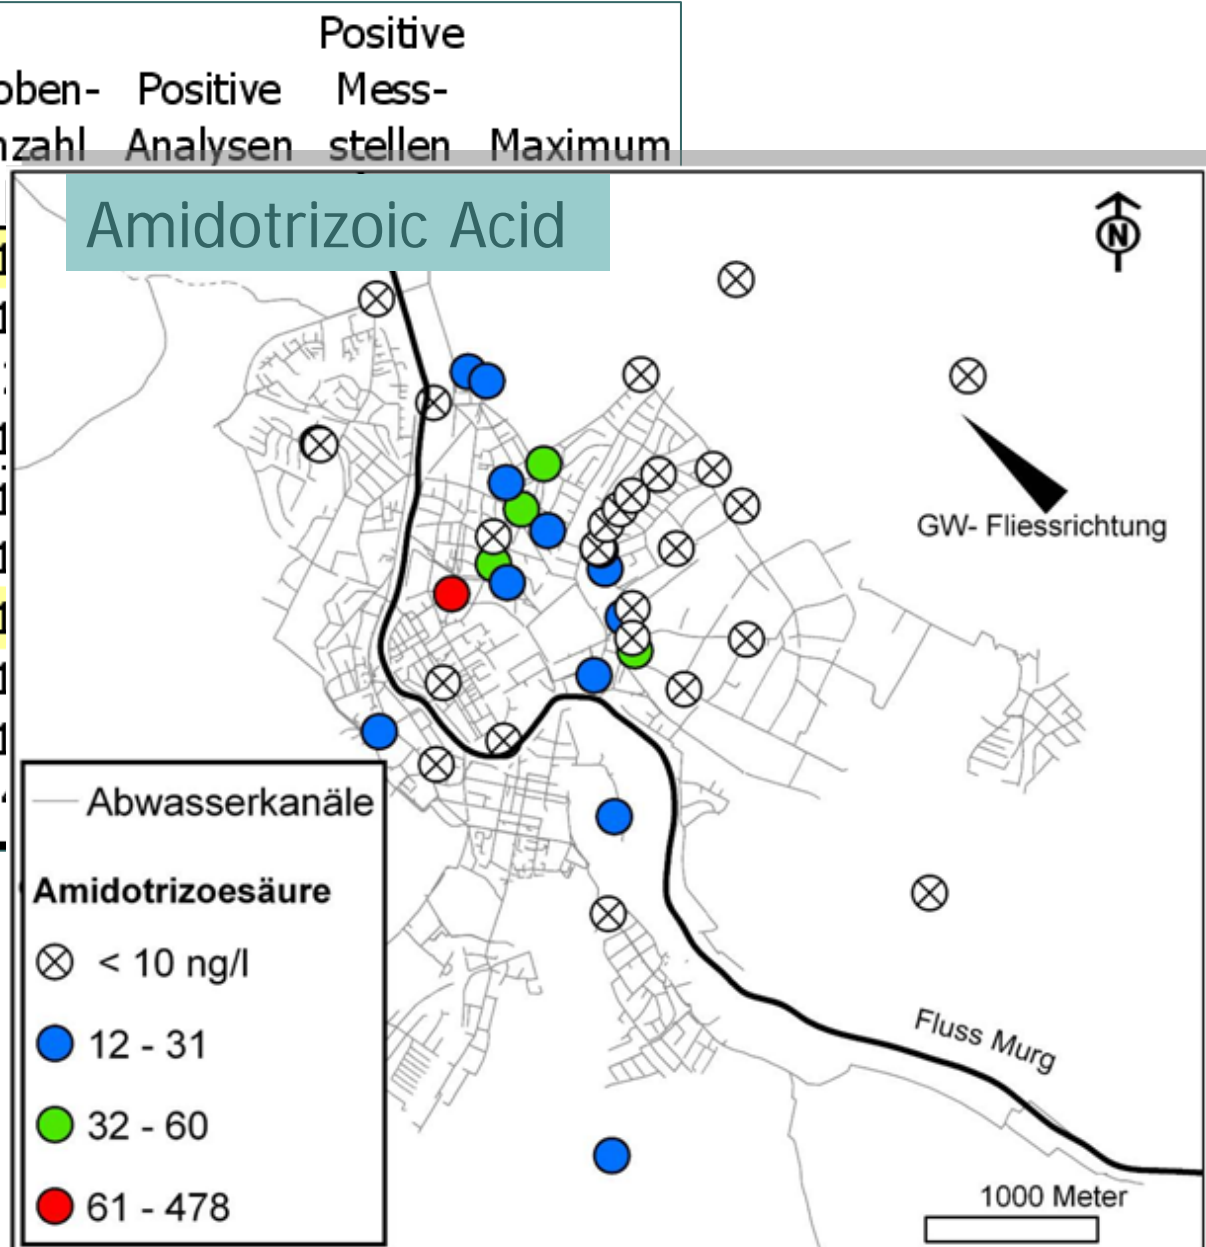 Positive
Positive Mess-
Analysen stellen Maximum
Amidotrizoic Acid
N
GW- Fliessrichtung
Abwasserkanäle
Amidotrizoesäure
< 10 ng/l
12 - 31
32 - 60
61 - 478
Fluss Murg
1000 Meter